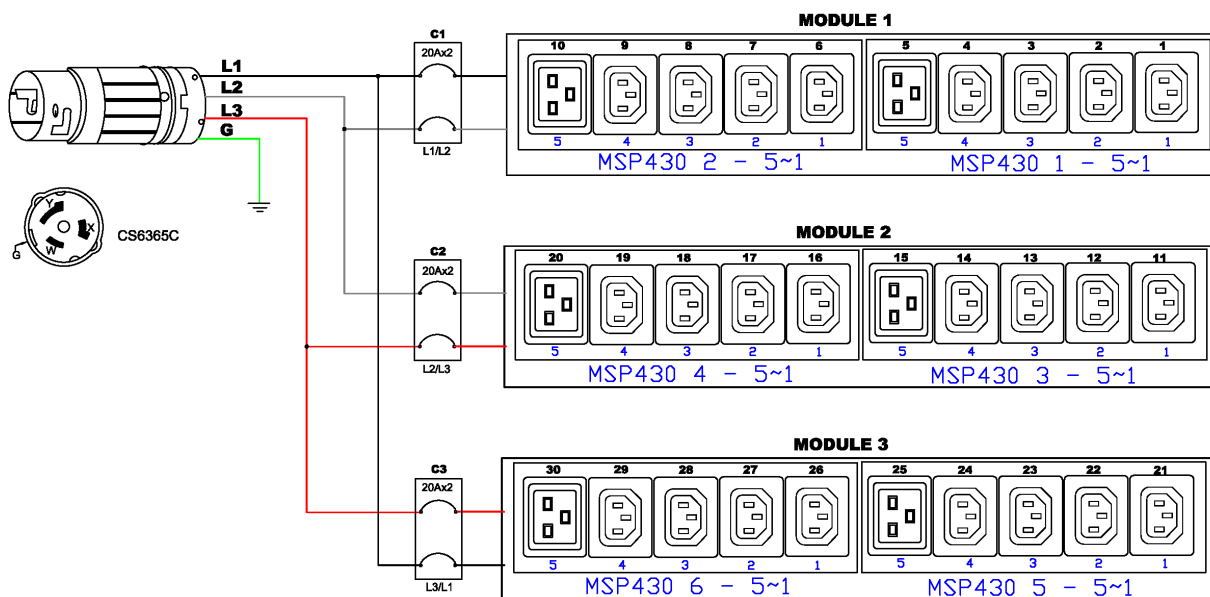 MODULE 1
C1
20Ax2
10 9 8 7 6 5 4 3 2 1
L1
L2
L3
G
L1/L2
5 4 3 2 1 5 4 3 2 1
MSP430 2 - 5~1 MSP430 1 - 5~1
Y
X
W
G
CS6365C
MODULE 2
C2
20Ax2
20 19 18 17 16 15 14 13 12 11
L2/L3
5 4 3 2 1 5 4 3 2 1
MSP430 4 - 5~1 MSP430 3 - 5~1
MODULE 3
C3
20Ax2
30 29 28 27 26 25 24 23 22 21
L3/L1
5 4 3 2 1 5 4 3 2 1
MSP430 6 - 5~1 MSP430 5 - 5~1